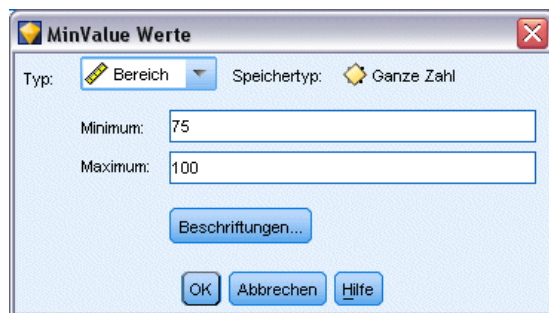 MinValue Werte
Typ: Bereich Speichertyp: Ganze Zahl
Minimum: 75
Maximum: 100
Beschriftungen...
OK Abbrechen Hilfe